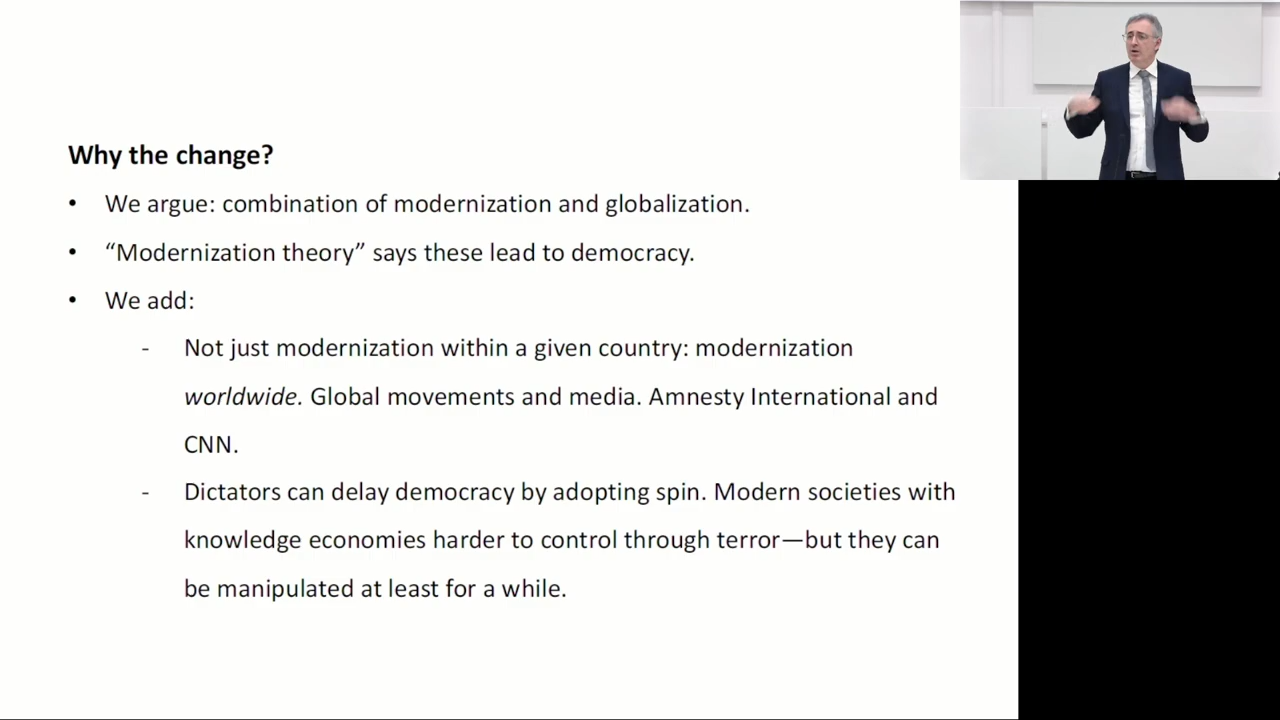 Why the change?
• We argue: combination of modernization and globalization.
• “Modernization theory” says these lead to democracy.
• We add:
- Not just modernization within a given country: modernization
worldwide. Global movements and media. Amnesty International and
CNN.
- Dictators can delay democracy by adopting spin. Modern societies with
knowledge economies harder to control through terror—but they can
be manipulated at least for a while.